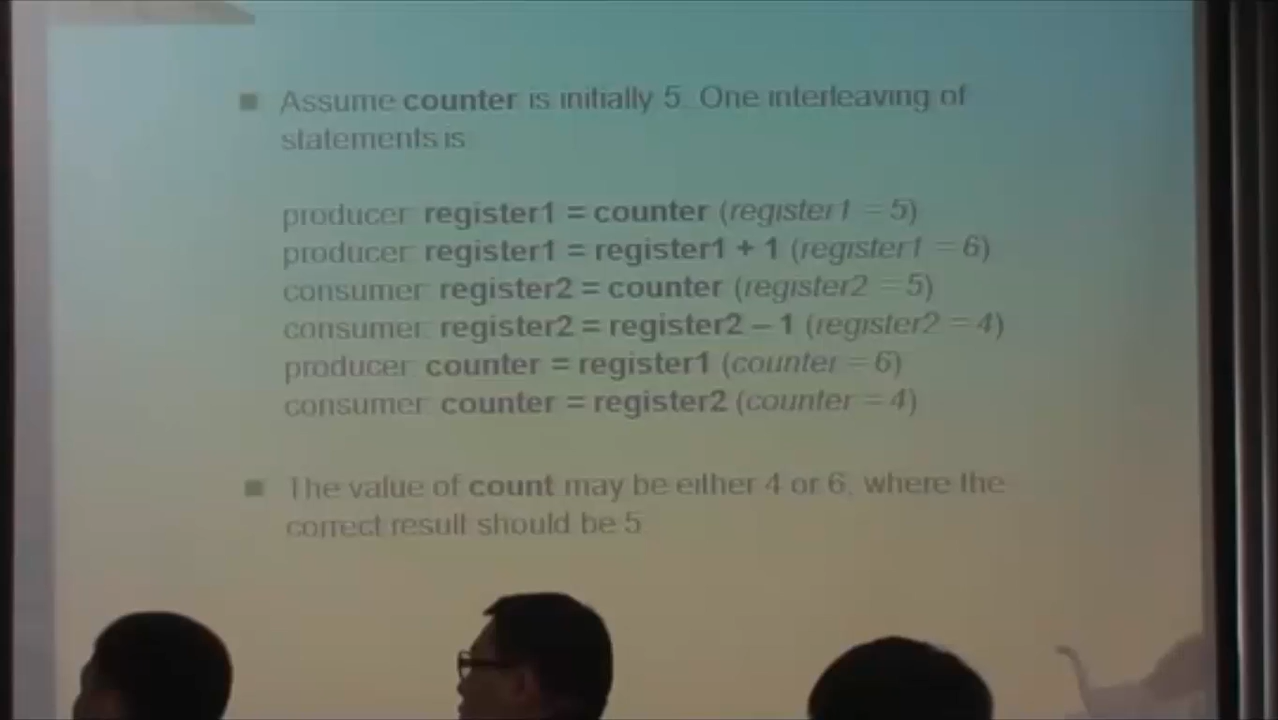 Assume counter is initially 5. One interleaving of
statements is:
producer: register1 = counter (register1 = 5)
producer: register1 = register1 + 1 (register1 = 6)
consumer: register2 = counter (register2 = 5)
consumer: register2 = register2 – 1 (register2 = 4)
producer: counter = register1 (counter = 6)
consumer: counter = register2 (counter = 4)
The value of count may be either 4 or 6, where the
correct result should be 5.